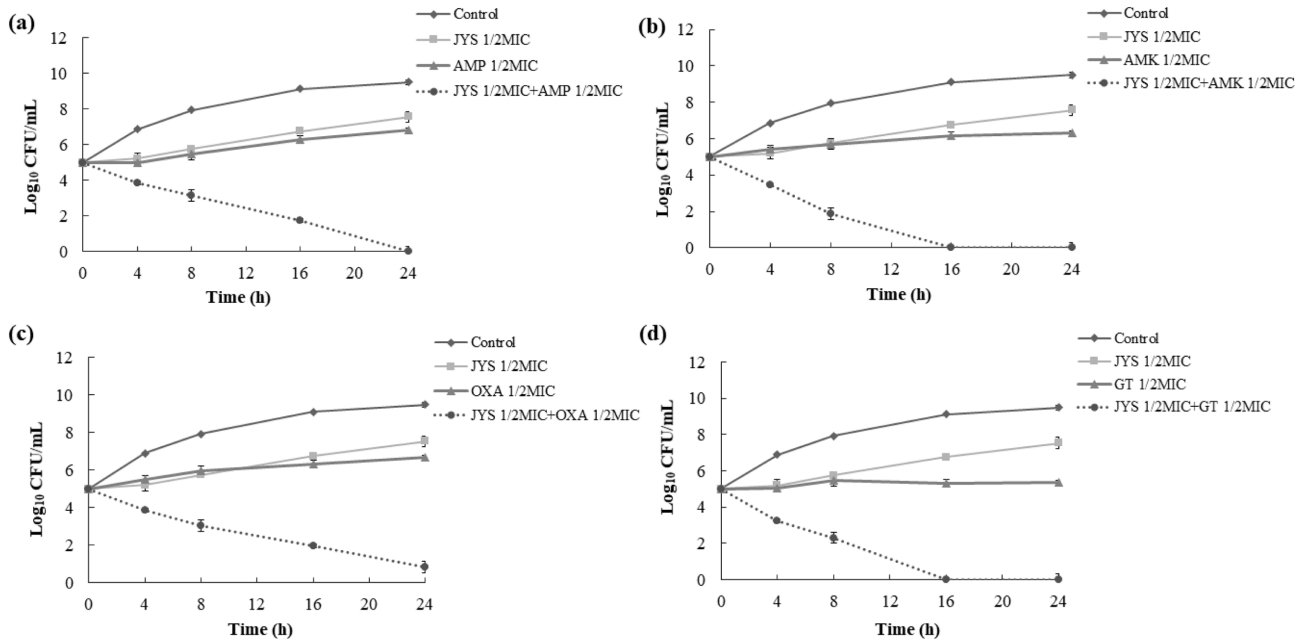 (a)
Control
JYS 1/2MIC
AMP 1/2MIC
JYS 1/2MIC+AMP 1/2MIC
Log₁₀ CFU/mL
12
10
8
6
4
2
0
0 4 8 12 16 20 24
Time (h)
(b)
Control
JYS 1/2MIC
AMK 1/2MIC
JYS 1/2MIC+AMK 1/2MIC
Log₁₀ CFU/mL
12
10
8
6
4
2
0
0 4 8 12 16 20 24
Time (h)
(c)
Control
JYS 1/2MIC
OXA 1/2MIC
JYS 1/2MIC+OXA 1/2MIC
Log₁₀ CFU/mL
12
10
8
6
4
2
0
0 4 8 12 16 20 24
Time (h)
(d)
Control
JYS 1/2MIC
GT 1/2MIC
JYS 1/2MIC+GT 1/2MIC
Log₁₀ CFU/mL
12
10
8
6
4
2
0
0 4 8 12 16 20 24
Time (h)